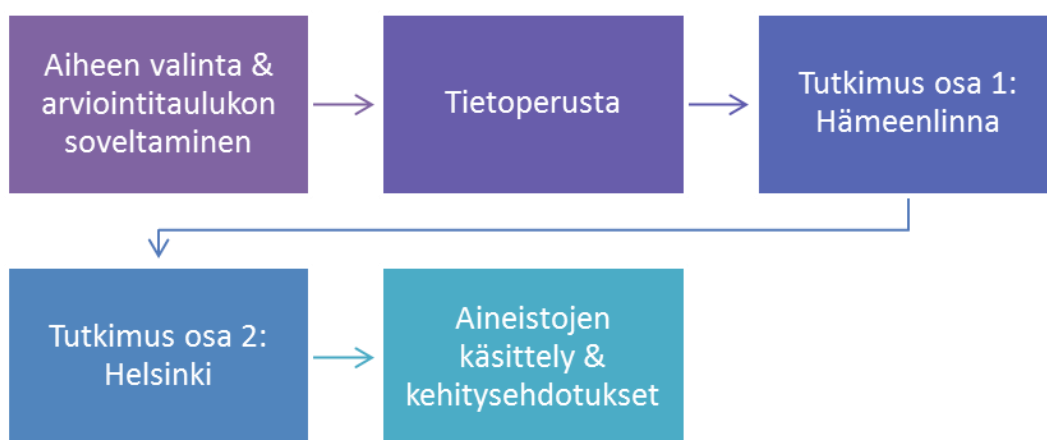 Aiheen valinta &
arviointitaulukon
soveltaminen
Tietoperusta
Tutkimus osa 1:
Hämeenlinna
Tutkimus osa 2:
Helsinki
Aineistojen
käsittely &
kehitysehdotukset